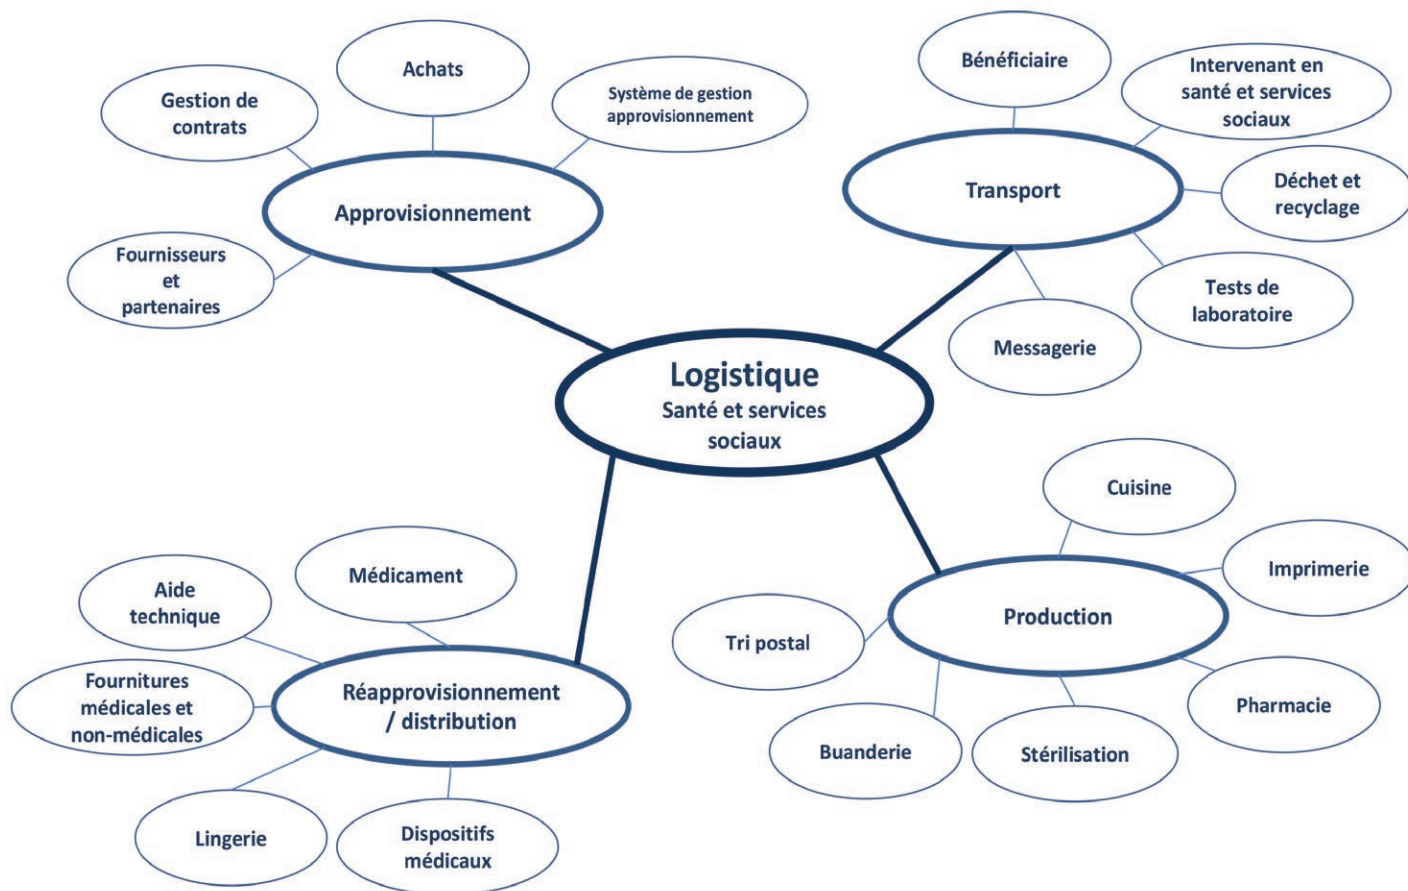 Achats
Gestion de
contrats
Système de gestion
approvisionnement
Approvisionnement
Fournisseurs
et
partenaires
Bénéficiaire
Intervenant en
santé et services
sociaux
Transport
Déchet et
recyclage
Tests de
laboratoire
Messagerie
Logistique
Santé et services
sociaux
Médicament
Aide
technique
Fournitures
médicales et
non-médicales
Réapprovisionnement
/ distribution
Lingerie
Dispositifs
médicaux
Cuisine
Imprimerie
Production
Tri postal
Pharmacie
Buanderie
Stérilisation